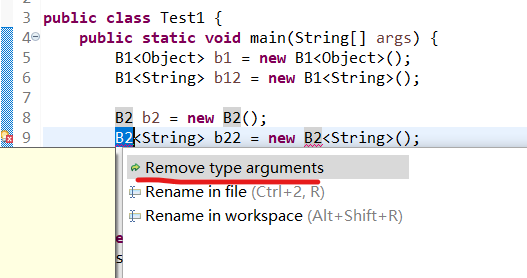 3 public class Test1 {
4 public static void main(String[] args) {
5 B1<Object> b1 = new B1<Object>();
6 B1<String> b12 = new B1<String>();
7
8 B2 b2 = new B2();
9 B2<String> b22 = new B2<String>();
Remove type arguments
Rename in file (Ctrl+2, R)
Rename in workspace (Alt+Shift+R)
e
s